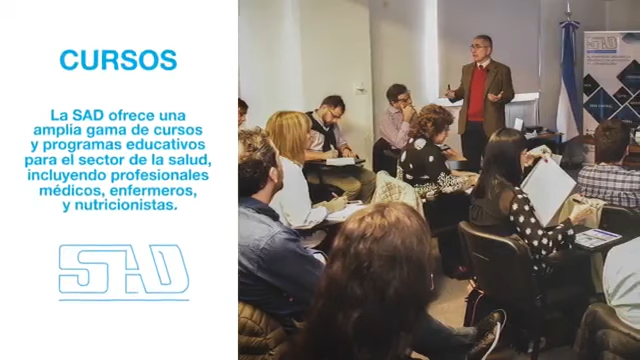 CURSOS
La SAD ofrece una
amplia gama de cursos
y programas educativos
para el sector de la salud,
incluyendo profesionales
médicos, enfermeros,
y nutricionistas.
SAD
SAD